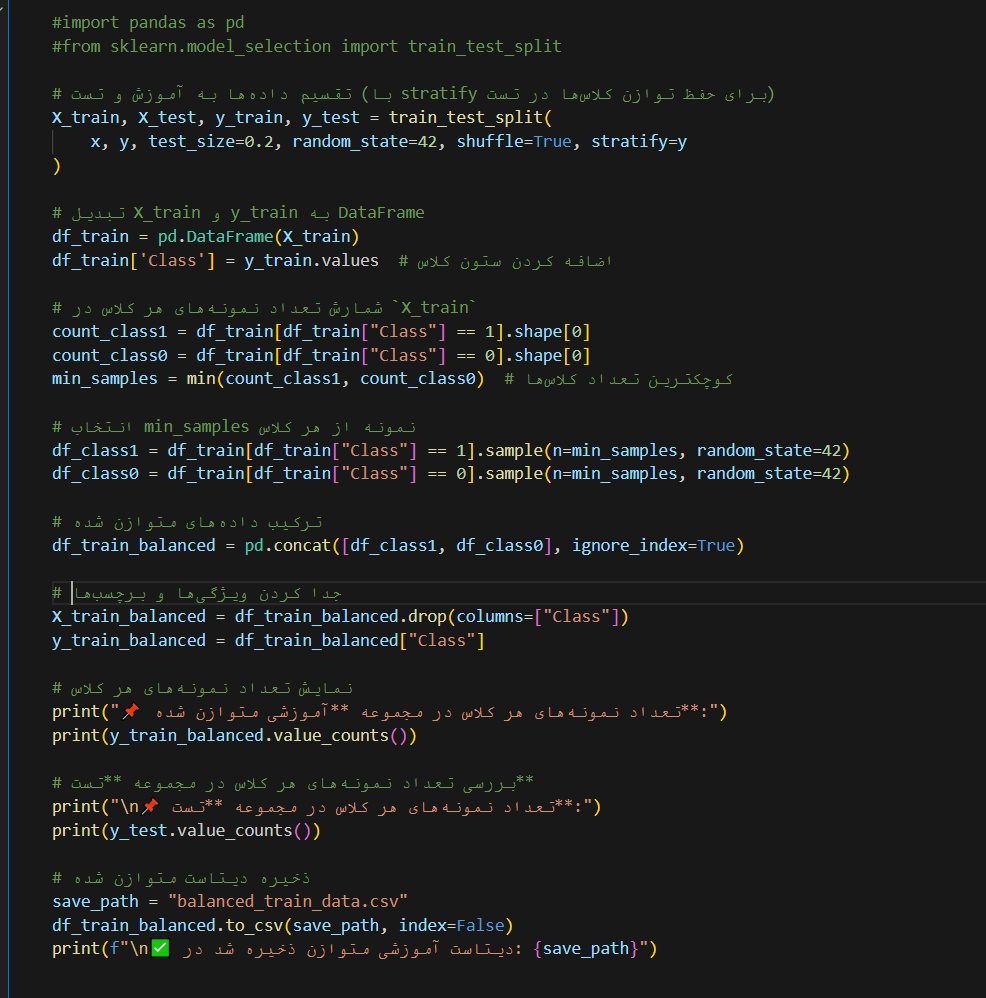 #import pandas as pd
#from sklearn.model_selection import train_test_split
# تقسیم داده‌ها به آموزش و تست (با stratify برای حفظ توازن کلاس‌ها در تست)
X_train, X_test, y_train, y_test = train_test_split(
    x, y, test_size=0.2, random_state=42, shuffle=True, stratify=y
)
# تبدیل X_train و y_train به DataFrame
df_train = pd.DataFrame(X_train)
df_train['Class'] = y_train.values  # اضافه کردن ستون کلاس
# شمارش تعداد نمونه‌های هر کلاس در `X_train`
count_class1 = df_train[df_train["Class"] == 1].shape[0]
count_class0 = df_train[df_train["Class"] == 0].shape[0]
min_samples = min(count_class1, count_class0)  # کوچکترین تعداد کلاس‌ها
# انتخاب min_samples نمونه از هر کلاس
df_class1 = df_train[df_train["Class"] == 1].sample(n=min_samples, random_state=42)
df_class0 = df_train[df_train["Class"] == 0].sample(n=min_samples, random_state=42)
# ترکیب داده‌های متوازن شده
df_train_balanced = pd.concat([df_class1, df_class0], ignore_index=True)
# جدا کردن ویژگی‌ها و برچسب‌ها
X_train_balanced = df_train_balanced.drop(columns=["Class"])
y_train_balanced = df_train_balanced["Class"]
# نمایش تعداد نمونه‌های هر کلاس
print("📌 تعداد نمونه‌های هر کلاس در مجموعه **آموزشی متوازن شده**:")
print(y_train_balanced.value_counts())
# بررسی تعداد نمونه‌های هر کلاس در مجموعه **تست**
print("\n📌 تعداد نمونه‌های هر کلاس در مجموعه **تست**:")
print(y_test.value_counts())
# ذخیره دیتاست متوازن شده
save_path = "balanced_train_data.csv"
df_train_balanced.to_csv(save_path, index=False)
print(f"\n✅ دیتاست آموزشی متوازن ذخیره شد در: {save_path}")